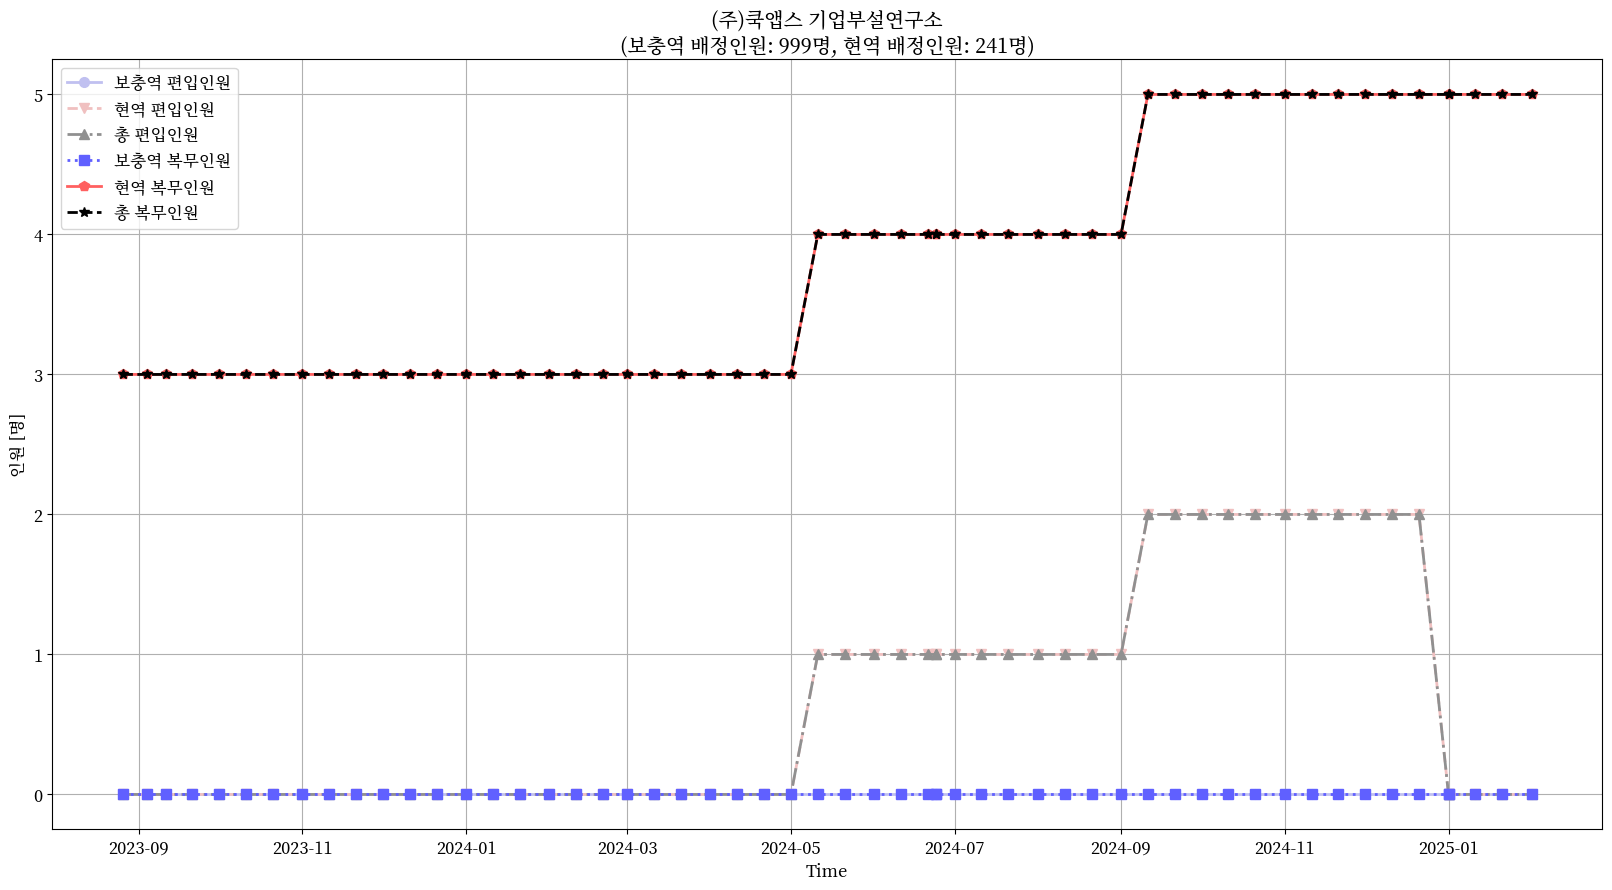 (주)쿡앱스 기업부설연구소
(보충역 배정인원: 999명, 현역 배정인원: 241명)
보충역 편입인원
현역 편입인원
총 편입인원
보충역 복무인원
현역 복무인원
총 복무인원
5
4
3
2
1
0
인원 [명]
2023-09 2023-11 2024-01 2024-03 2024-05 2024-07 2024-09 2024-11 2025-01
Time